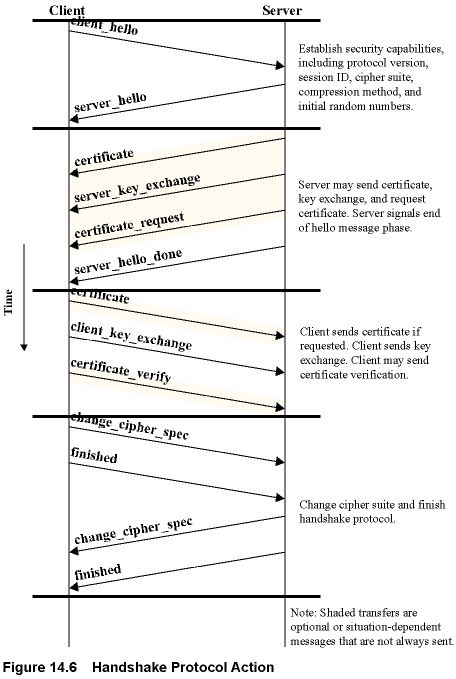 Client
Server
client_hello
Establish security capabilities,
including protocol version,
session ID, cipher suite,
compression method, and
initial random numbers.
server_hello
certificate
server_key_exchange
Server may send certificate,
key exchange, and request
certificate. Server signals end
of hello message phase.
certificate_request
server_hello_done
Time
certificate
client_key_exchange
Client sends certificate if
requested. Client sends key
exchange. Client may send
certificate verification.
certificate_verify
change_cipher_spec
finished
Change cipher suite and finish
handshake protocol.
change_cipher_spec
finished
Note: Shaded transfers are
optional or situation-dependent
messages that are not always sent.
Figure 14.6 Handshake Protocol Action